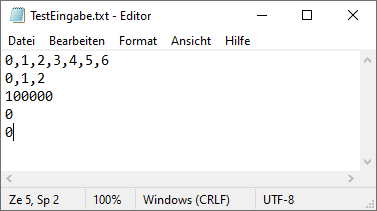 TestEingabe.txt - Editor
Datei Bearbeiten Format Ansicht Hilfe
0,1,2,3,4,5,6
0,1,2
100000
0
0
Ze 5, Sp 2 100% Windows (CRLF) UTF-8